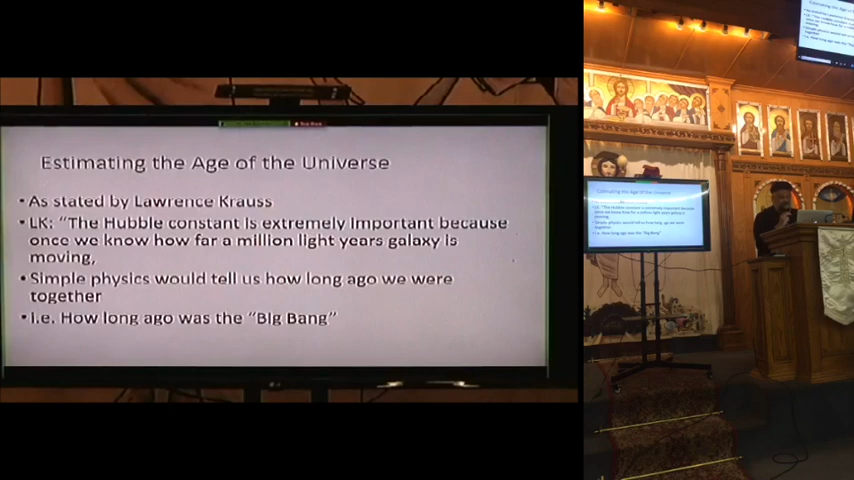 Estimating the Age of the Universe
• As stated by Lawrence Krauss
• LK: “The Hubble constant is extremely important because
once we know how far a million light years galaxy is
moving,
• Simple physics would tell us how long ago we were
together
• i.e. How long ago was the “Big Bang”